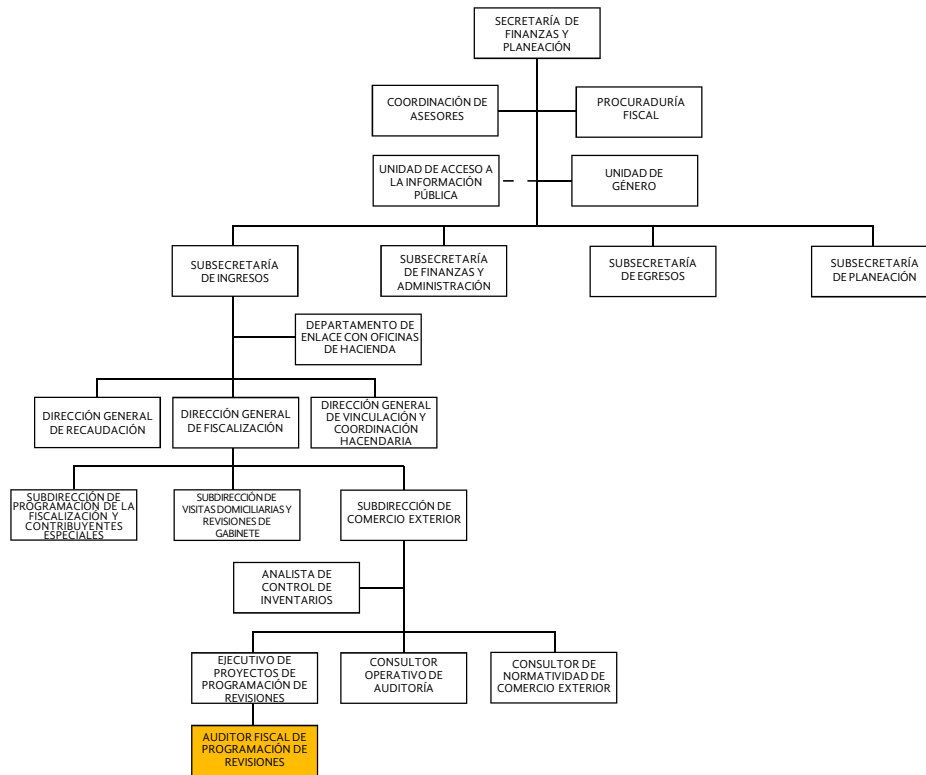 SECRETARÍA DE
FINANZAS Y
PLANEACIÓN
COORDINACIÓN DE
ASESORES
PROCURADURÍA
FISCAL
UNIDAD DE ACCESO A
LA INFORMACIÓN
PÚBLICA
UNIDAD DE
GÉNERO
SUBSECRETARÍA
DE INGRESOS
SUBSECRETARÍA
DE FINANZAS Y
ADMINISTRACIÓN
SUBSECRETARÍA
DE EGRESOS
SUBSECRETARÍA
DE PLANEACIÓN
DEPARTAMENTO DE
ENLACE CON OFICINAS
DE HACIENDA
DIRECCIÓN GENERAL
DE RECAUDACIÓN
DIRECCIÓN GENERAL
DE FISCALIZACIÓN
DIRECCIÓN GENERAL
DE VINCULACIÓN Y
COORDINACIÓN
HACENDARIA
SUBDIRECCIÓN DE
PROGRAMACIÓN DE LA
FISCALIZACIÓN Y
CONTRIBUYENTES
ESPECIALES
SUBDIRECCIÓN DE
VISITAS DOMICILIARIAS Y
REVISIONES DE
GABINETE
SUBDIRECCIÓN DE
COMERCIO EXTERIOR
ANALISTA DE
CONTROL DE
INVENTARIOS
EJECUTIVO DE
PROYECTOS DE
PROGRAMACIÓN DE
REVISIONES
CONSULTOR
OPERATIVO DE
AUDITORÍA
CONSULTOR DE
NORMATIVIDAD DE
COMERCIO EXTERIOR
AUDITOR FISCAL DE
PROGRAMACIÓN DE
REVISIONES